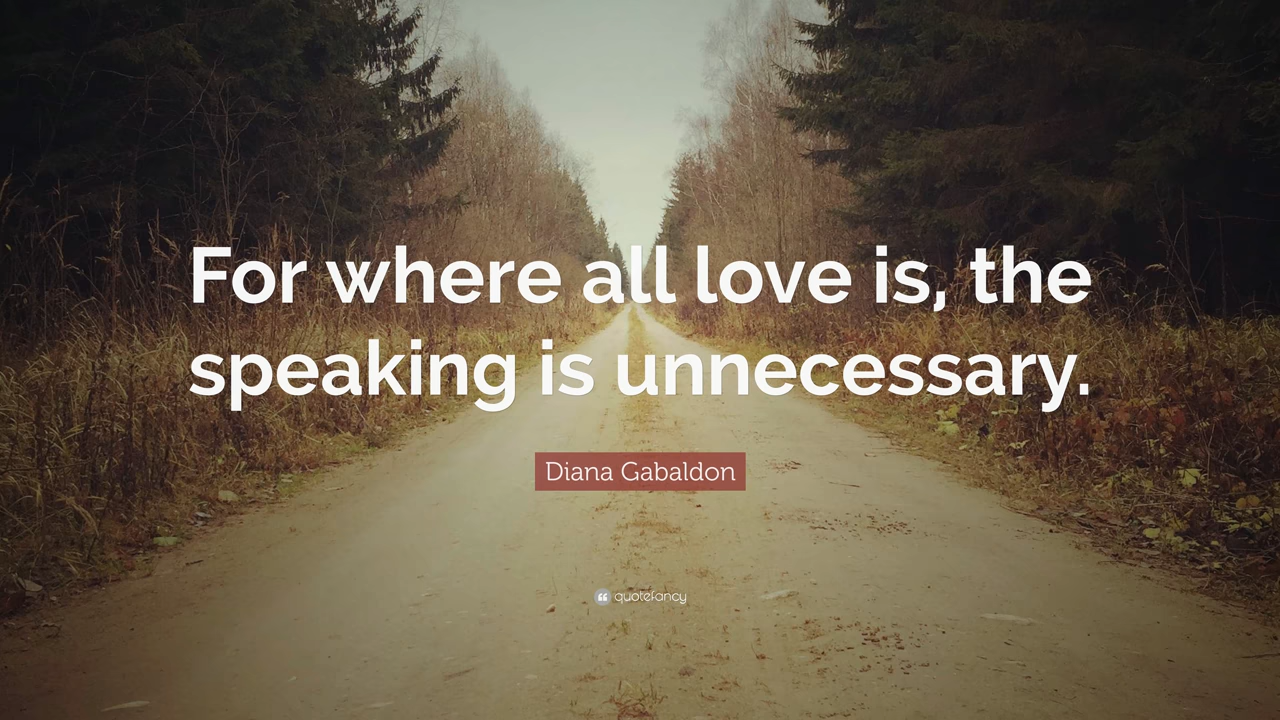 For where all love is, the
speaking is unnecessary.
Diana Gabaldon
quotefancy